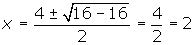 x = (4 ± √(16 − 16))/2 = 4/2 = 2